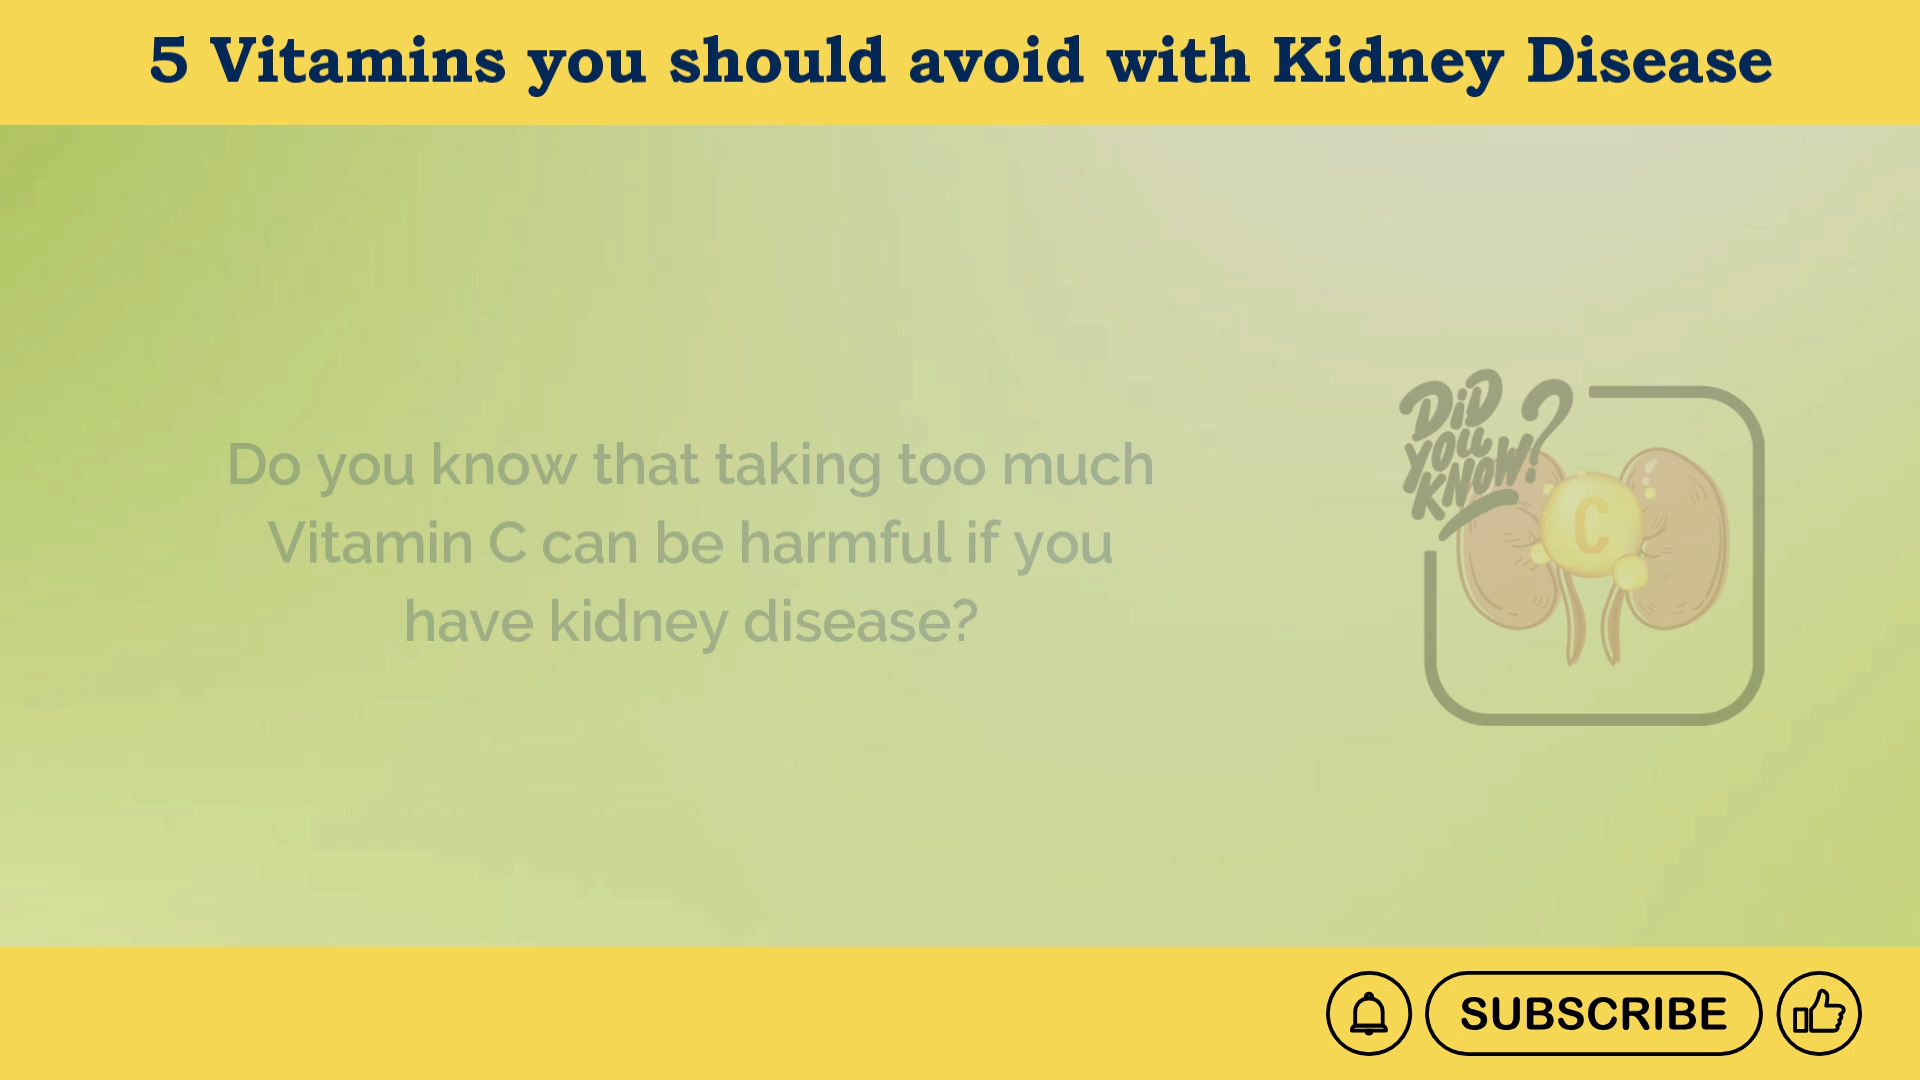 5 Vitamins you should avoid with Kidney Disease
DiD
YOU
KNOW!?
Do you know that taking too much
Vitamin C can be harmful if you
have kidney disease?
C
SUBSCRIBE